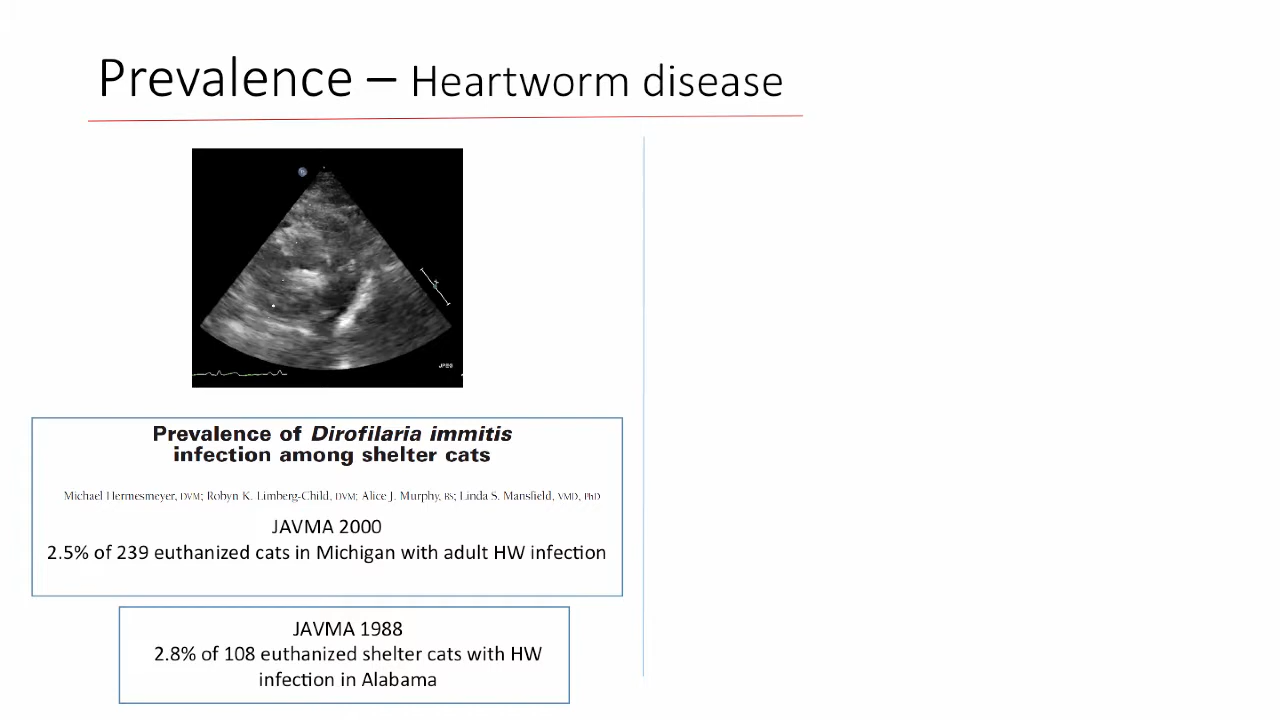 Prevalence – Heartworm disease
JPEG
Prevalence of Dirofilaria immitis
infection among shelter cats
Michael Hermesmeyer, DVM; Robyn K. Limberg-Child, DVM; Alice J. Murphy, BS; Linda S. Mansfield, VMD, PhD
JAVMA 2000
2.5% of 239 euthanized cats in Michigan with adult HW infection
JAVMA 1988
2.8% of 108 euthanized shelter cats with HW
infection in Alabama